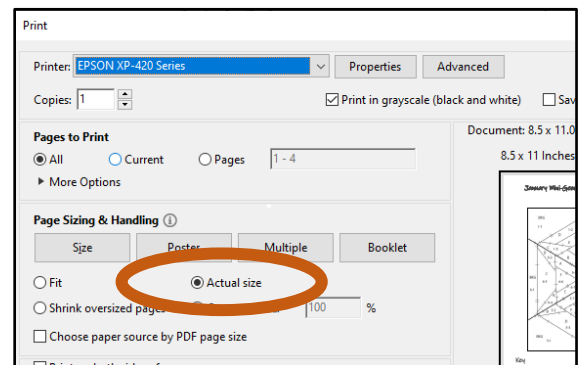 Print
Printer: EPSON XP-420 Series Properties Advanced
Copies: 1 Print in grayscale (black and white) Sav
Pages to Print
Document: 8.5 x 11.0
All Current Pages 1 - 4
8.5 x 11 Inches
More Options
Page Sizing & Handling
Size Poster Multiple Booklet
Fit Actual size
Shrink oversized pages 100 %
Choose paper source by PDF page size
Key